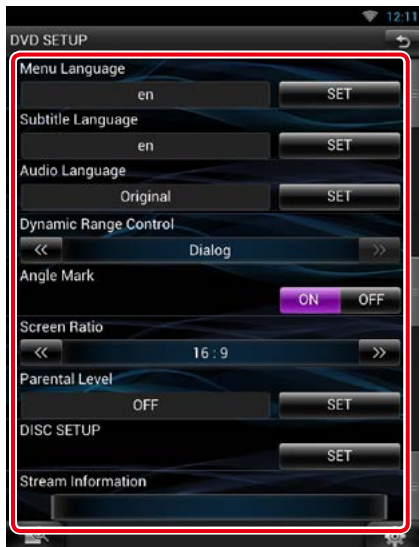 12:11
DVD SETUP
Menu Language
en SET
Subtitle Language
en SET
Audio Language
Original SET
Dynamic Range Control
<< Dialog >>
Angle Mark
ON OFF
Screen Ratio
<< 16 : 9 >>
Parental Level
OFF SET
DISC SETUP
SET
Stream Information